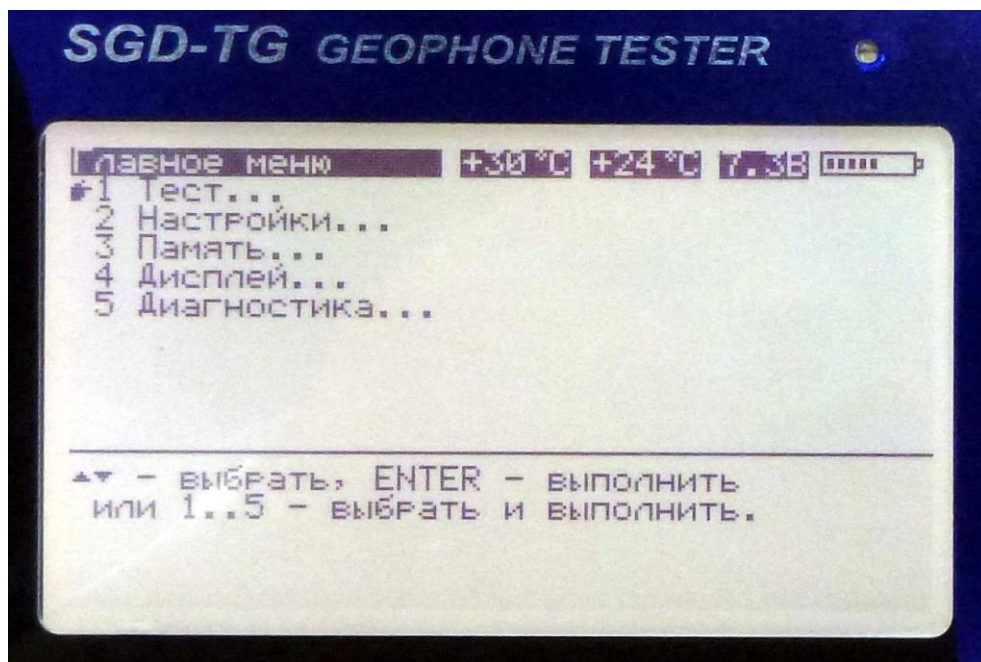 SGD-TG GEOPHONE TESTER
Главное меню +30°C +24°C 7.3В
1 Тест...
2 Настройки...
3 Память...
4 Дисплей...
5 Диагностика...
▲▼ - выбрать, ENTER - выполнить
или 1..5 - выбрать и выполнить.